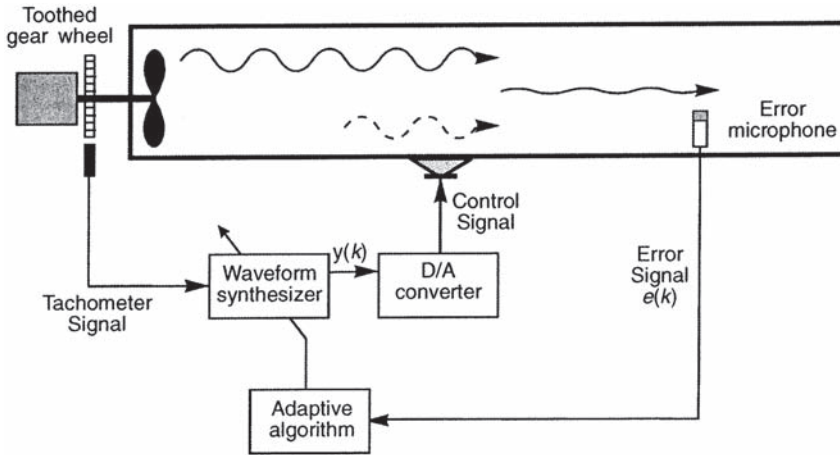 Toothed
gear wheel
Error
microphone
Control
Signal
y(k)
Waveform
synthesizer
D/A
converter
Error
Signal
e(k)
Tachometer
Signal
Adaptive
algorithm